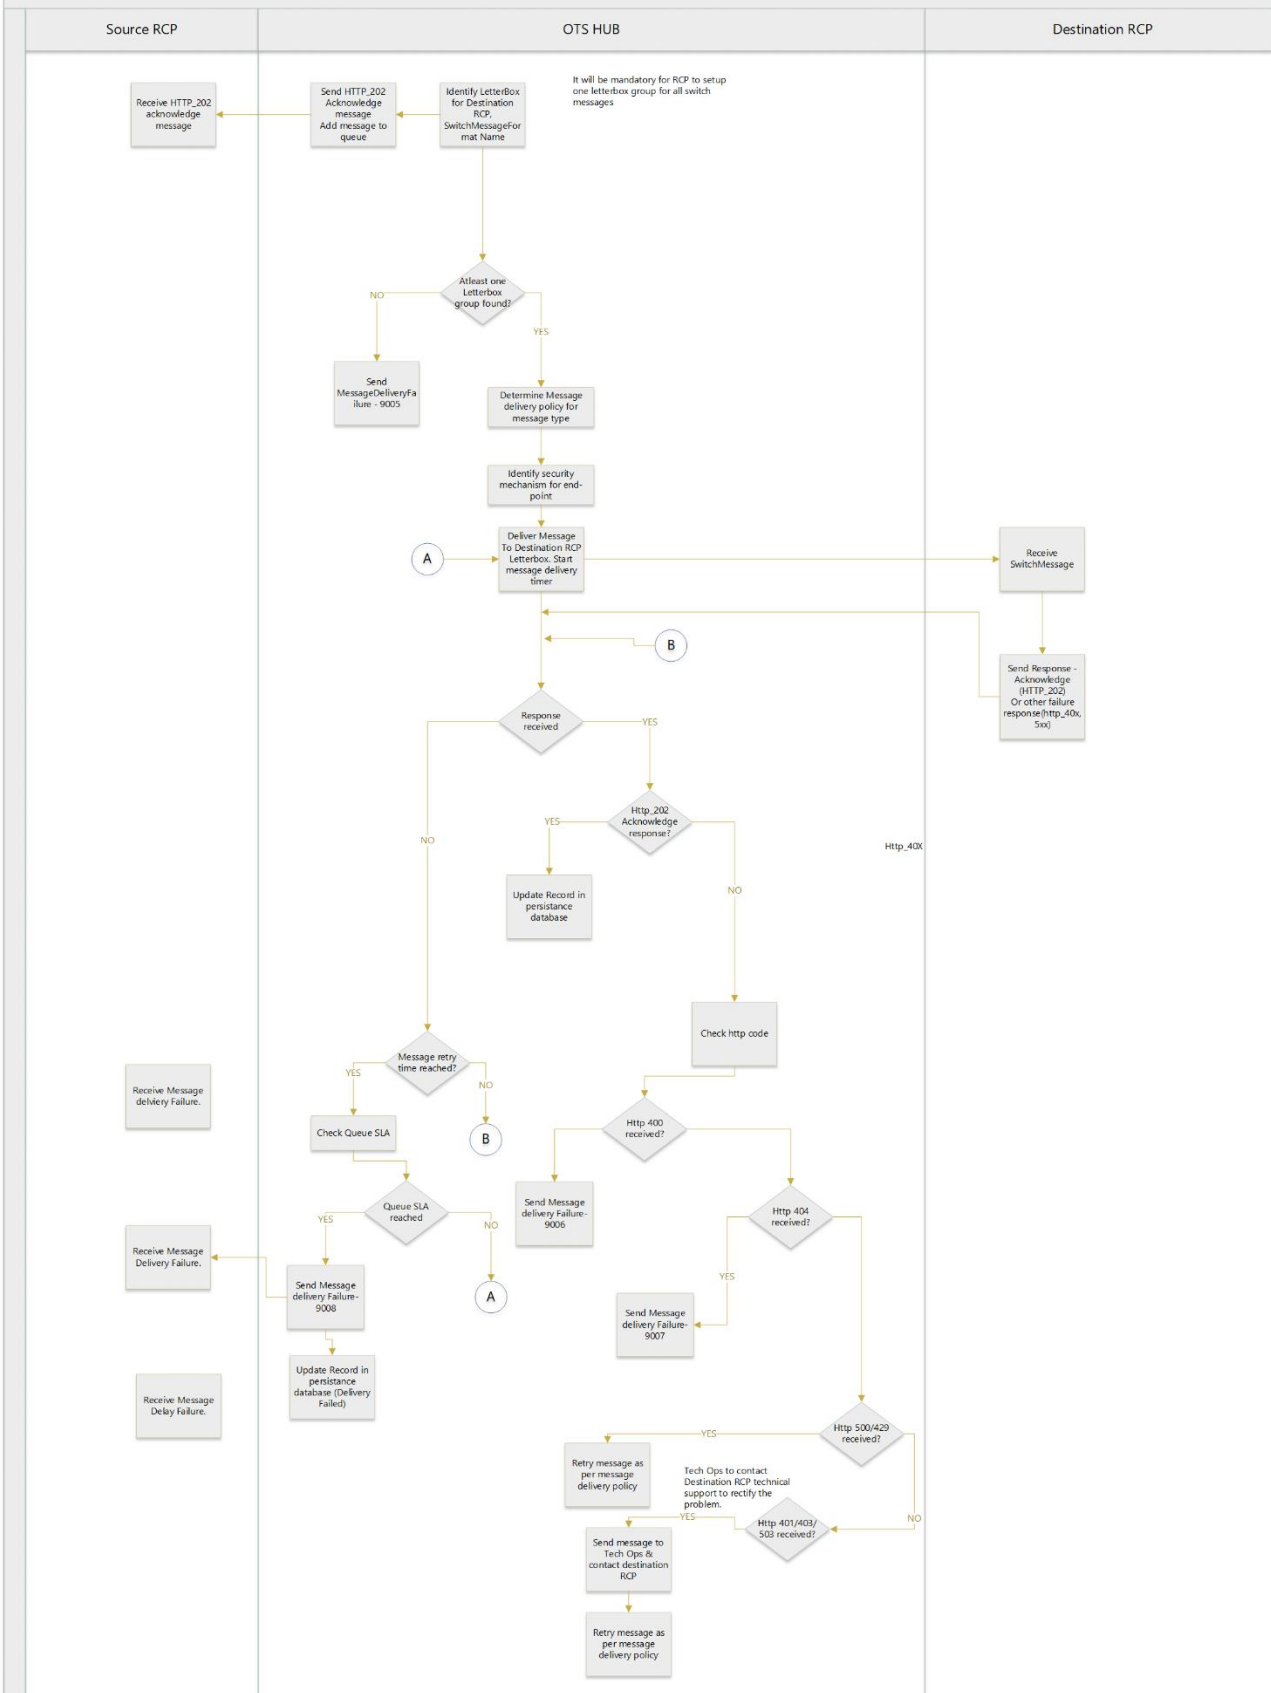 Source RCP
OTS HUB
Destination RCP
Receive HTTP_202
acknowledge
message
Send HTTP_202
Acknowledge
message
Add message to
queue
Identify LetterBox
for Destination
RCP,
SwitchMessageFor
mat Name
It will be mandatory for RCP to setup
one letterbox group for all switch
messages
Atleast one
Letterbox
group found?
NO
YES
Send
MessageDeliveryFa
ilure - 9005
Determine Message
delivery policy for
message type
Identify security
mechanism for end-
point
A
Deliver Message
To Destination RCP
Letterbox. Start
message delivery
timer
Receive
SwitchMessage
B
Send Response -
Acknowledge
(HTTP_202)
Or other failure
response(http_40x,
5xx)
Response
received
YES
NO
Http_202
Acknowledge
response?
YES
NO
Http_40X
Update Record in
persistance
database
Check http code
Message retry
time reached?
YES
NO
Receive Message
delviery Failure.
Check Queue SLA
B
Http 400
received?
Queue SLA
reached
YES
NO
Send Message
delivery Failure-
9006
Http 404
received?
YES
Receive Message
Delivery Failure.
Send Message
delivery Failure-
9008
A
Send Message
delivery Failure-
9007
Update Record in
persistance
database (Delivery
Failed)
Receive Message
Delay Failure.
Http 500/429
received?
YES
NO
Retry message as
per message
delivery policy
Tech Ops to contact
Destination RCP technical
support to rectify the
problem.
Http 401/403/
503 received?
YES
Send message to
Tech Ops &
contact destination
RCP
Retry message as
per message
delivery policy